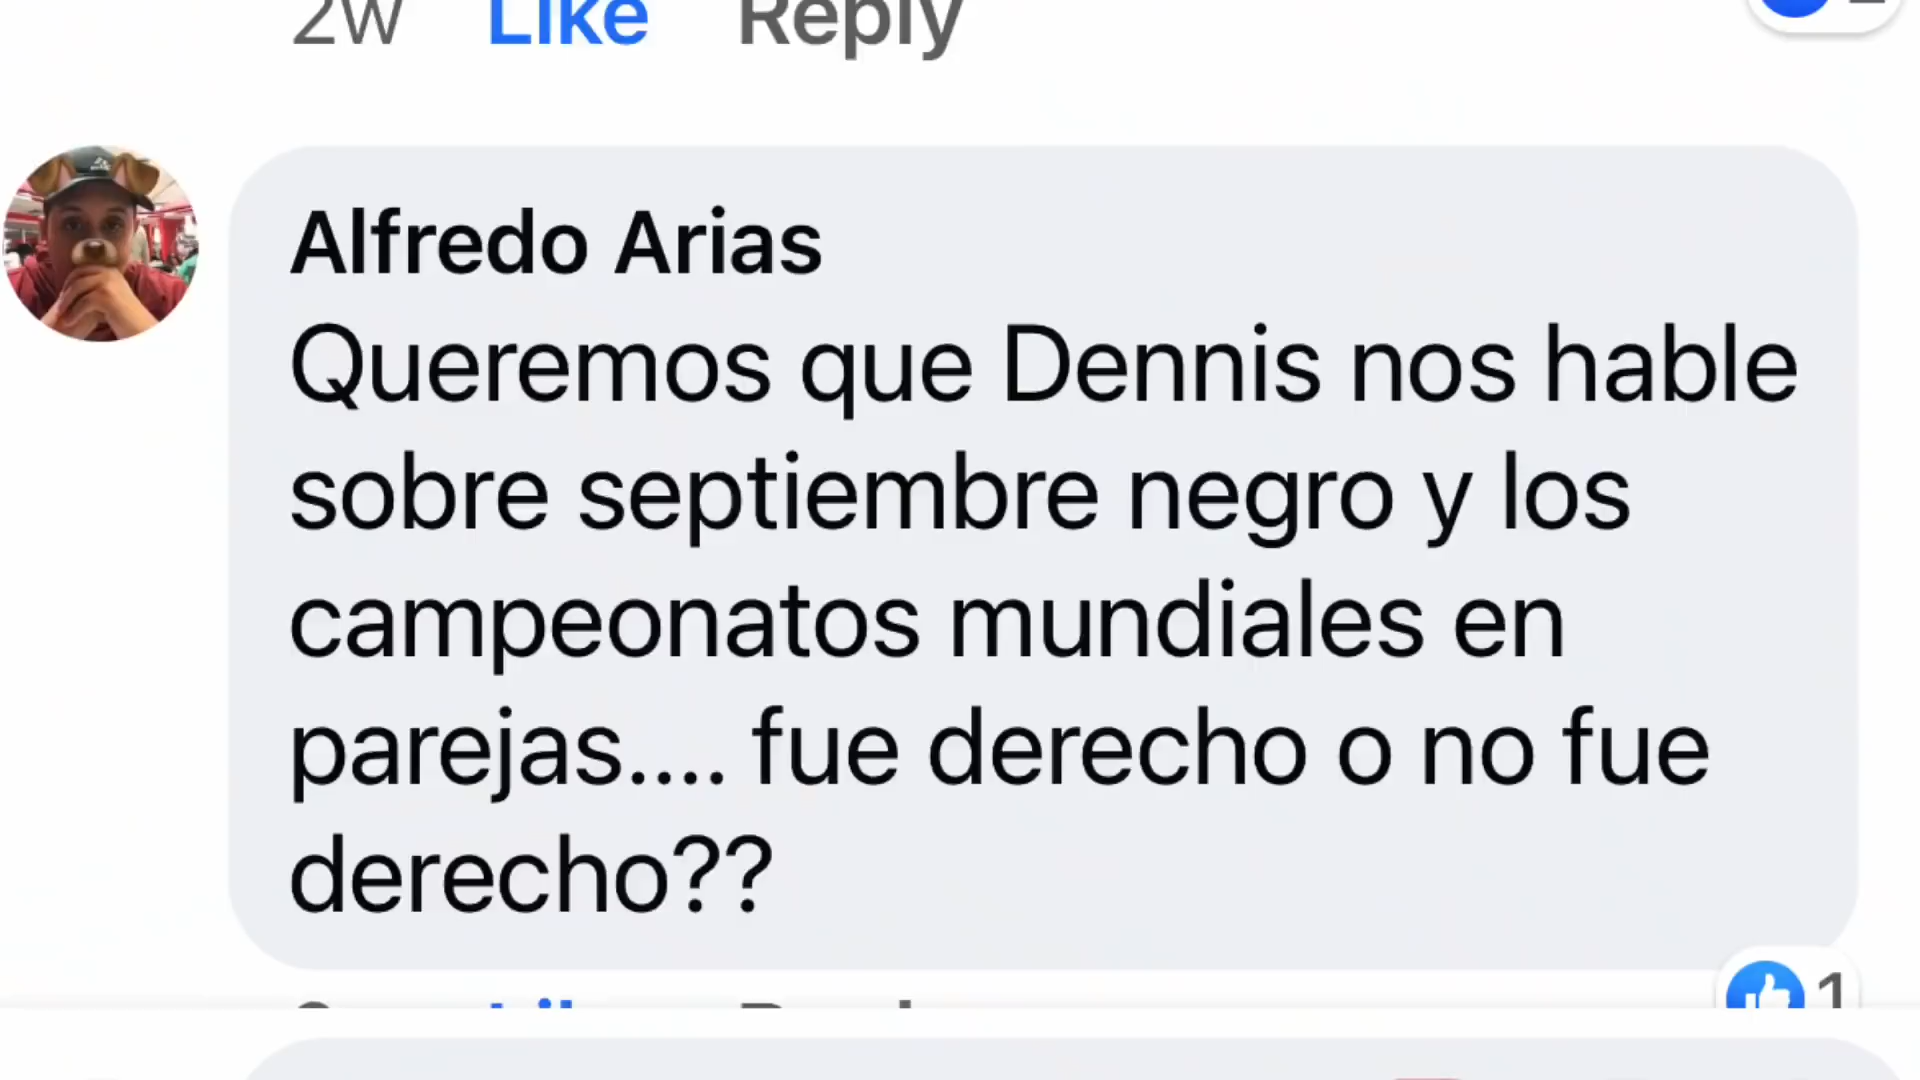 2w Like Reply
Alfredo Arias
Queremos que Dennis nos hable
sobre septiembre negro y los
campeonatos mundiales en
parejas.... fue derecho o no fue
derecho??
1